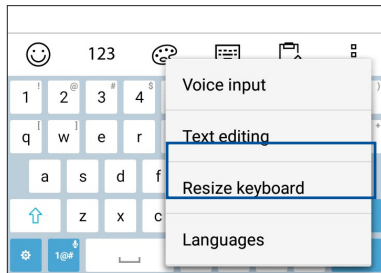 123
Voice input
1 ! 2 @ 3 # 4 $ )
Text editing
q [ w ] e r +
Resize keyboard
a s d f
z x c
Languages
1@#